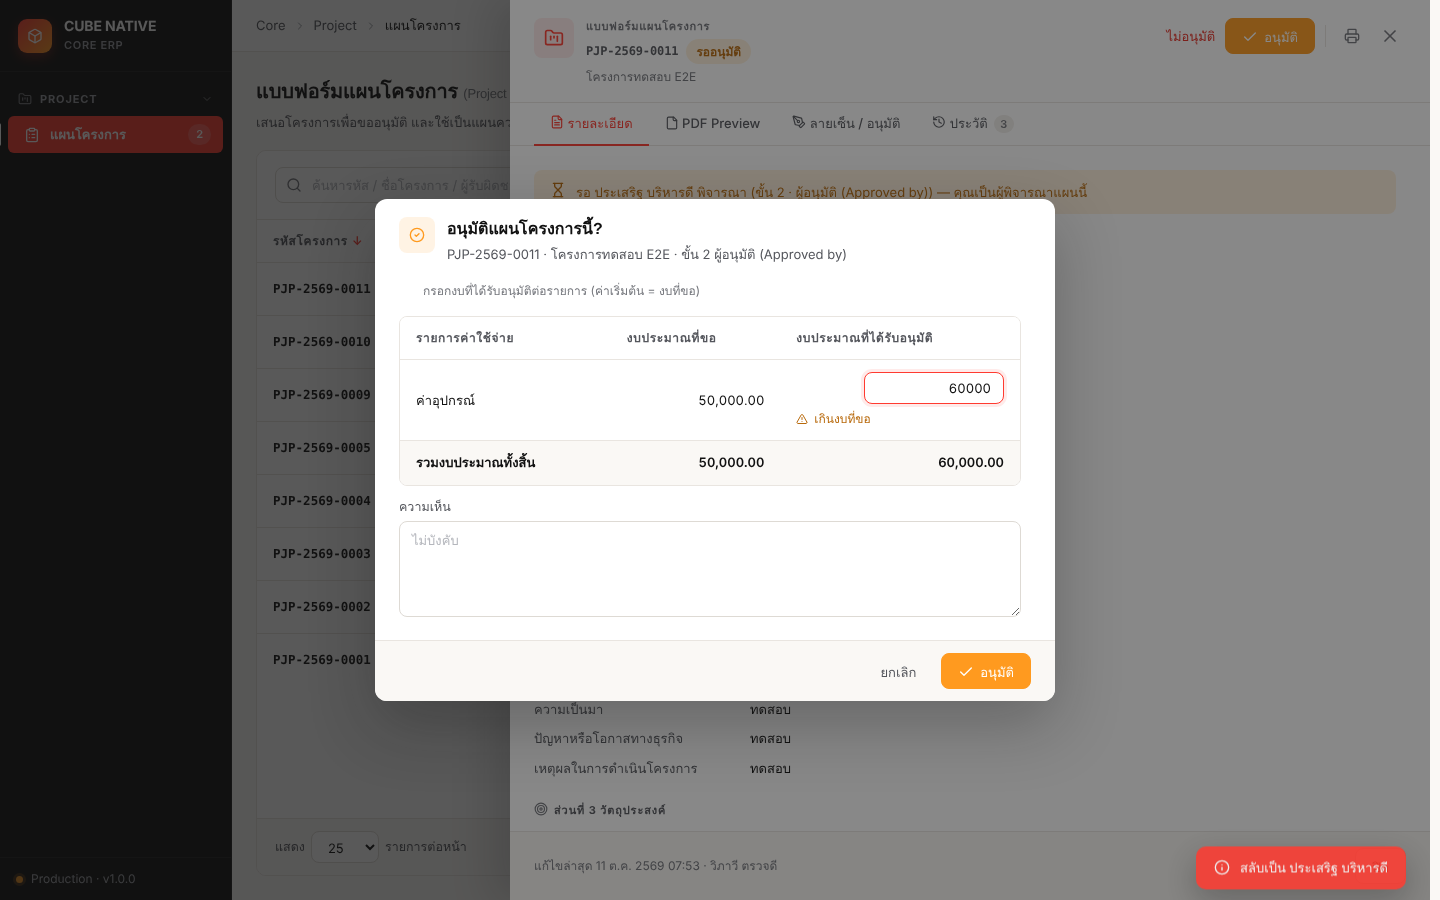 CUBE NATIVE
CORE ERP
PROJECT
แผนโครงการ
2
Production · v1.0.0
Core
Project
แผนโครงการ
แบบฟอร์มแผนโครงการ (Project
เสนอโครงการเพื่อขออนุมัติ และใช้เป็นแผนคว
ค้นหารหัส / ชื่อโครงการ / ผู้รับผิดช
รหัสโครงการ
PJP-2569-0011
PJP-2569-0010
PJP-2569-0009
PJP-2569-0005
PJP-2569-0004
PJP-2569-0003
PJP-2569-0002
PJP-2569-0001
แสดง 25 รายการต่อหน้า
แบบฟอร์มแผนโครงการ
PJP-2569-0011 รออนุมัติ
โครงการทดสอบ E2E
ไม่อนุมัติ
อนุมัติ
รายละเอียด
PDF Preview
ลายเซ็น / อนุมัติ
ประวัติ 3
รอ ประเสริฐ บริหารดี พิจารณา (ขั้น 2 · ผู้อนุมัติ (Approved by)) — คุณเป็นผู้พิจารณาแผนนี้
อนุมัติแผนโครงการนี้?
PJP-2569-0011 · โครงการทดสอบ E2E · ขั้น 2 ผู้อนุมัติ (Approved by)
กรอกงบที่ได้รับอนุมัติต่อรายการ (ค่าเริ่มต้น = งบที่ขอ)
รายการค่าใช้จ่าย งบประมาณที่ขอ งบประมาณที่ได้รับอนุมัติ
ค่าอุปกรณ์ 50,000.00 60000
เกินงบที่ขอ
รวมงบประมาณทั้งสิ้น 50,000.00 60,000.00
ความเห็น
ไม่บังคับ
ยกเลิก
อนุมัติ
ความเป็นมา ทดสอบ
ปัญหาหรือโอกาสทางธุรกิจ ทดสอบ
เหตุผลในการดำเนินโครงการ ทดสอบ
ส่วนที่ 3 วัตถุประสงค์
แก้ไขล่าสุด 11 ต.ค. 2569 07:53 · วิภาวี ตรวจดี
สลับเป็น ประเสริฐ บริหารดี